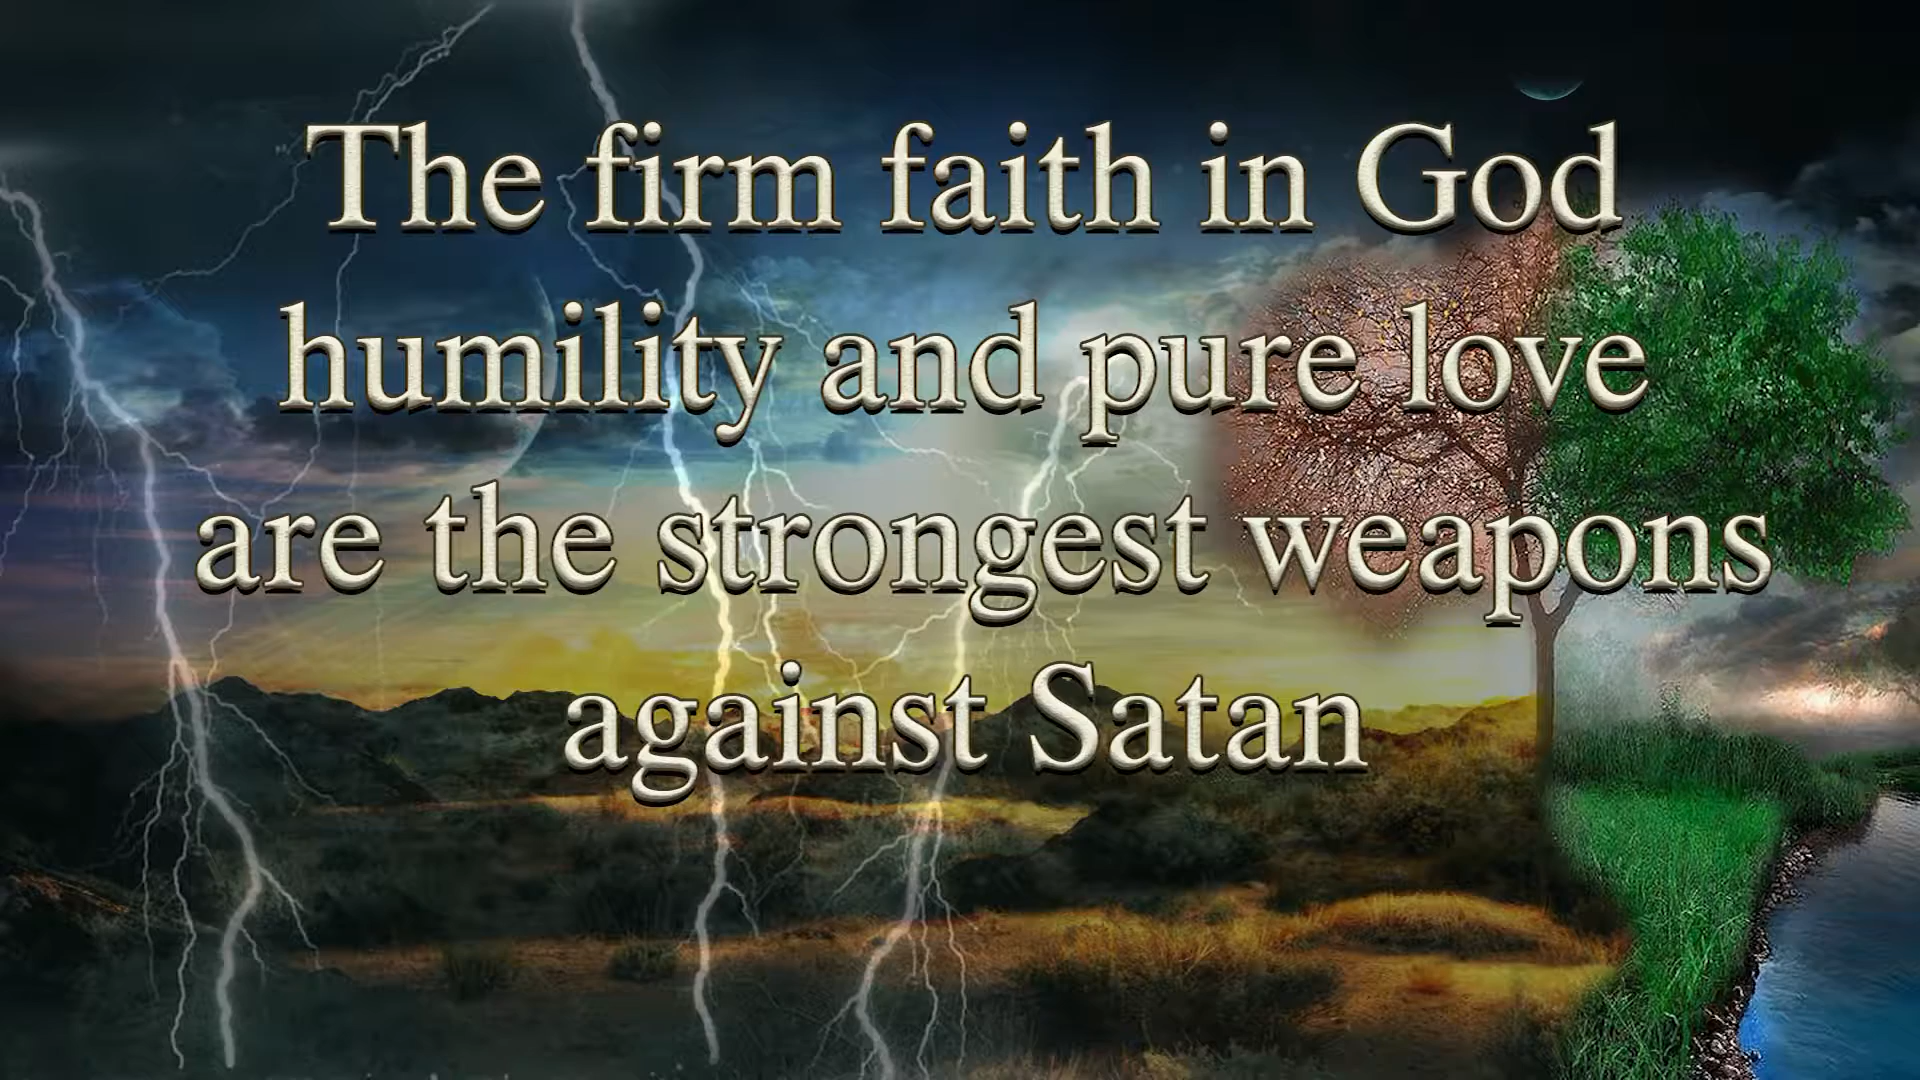 The firm faith in God
humility and pure love
are the strongest weapons
against Satan